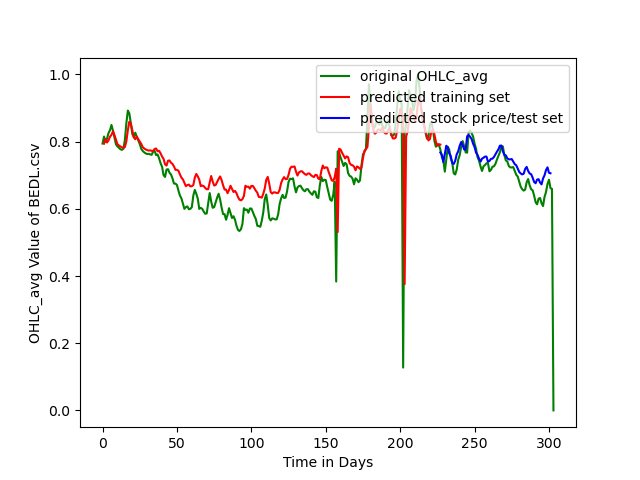 original OHLC_avg
predicted training set
predicted stock price/test set
1.0
0.8
0.6
0.4
0.2
0.0
OHLC_avg Value of BEDL.csv
0 50 100 150 200 250 300
Time in Days